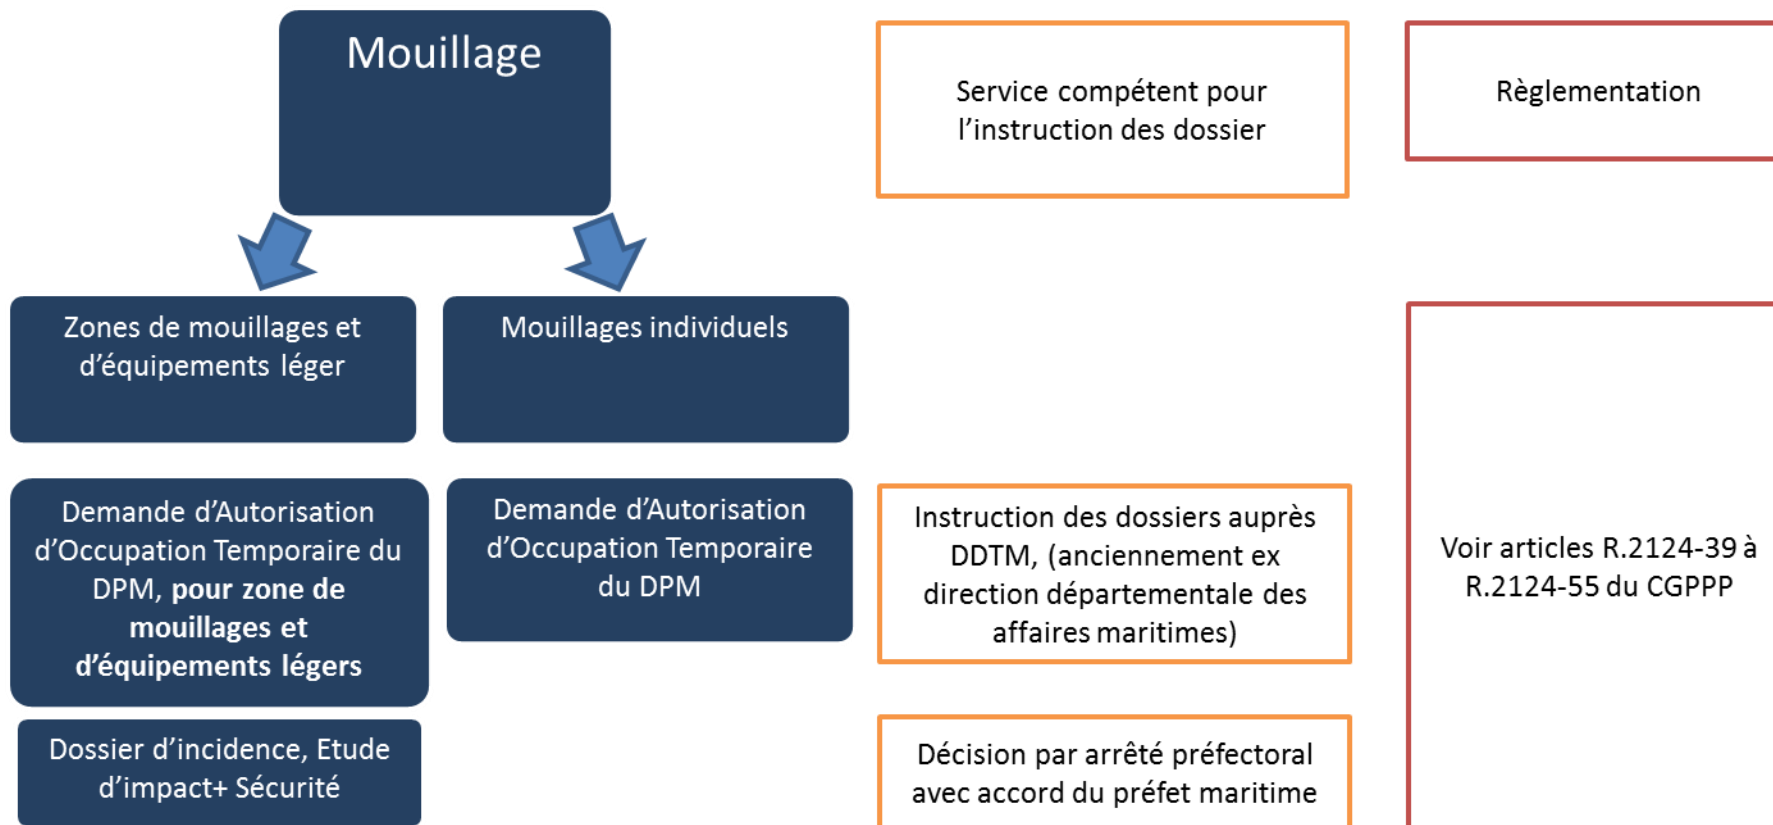 Mouillage
Service compétent pour
l'instruction des dossier
Règlementation
Zones de mouillages et
d'équipements léger
Mouillages individuels
Demande d'Autorisation
d'Occupation Temporaire du
DPM, pour zone de
mouillages et
d'équipements légers
Demande d'Autorisation
d'Occupation Temporaire
du DPM
Instruction des dossiers auprès
DDTM, (anciennement ex
direction départementale des
affaires maritimes)
Voir articles R.2124-39 à
R.2124-55 du CGPPP
Dossier d'incidence, Etude
d'impact+ Sécurité
Décision par arrêté préfectoral
avec accord du préfet maritime